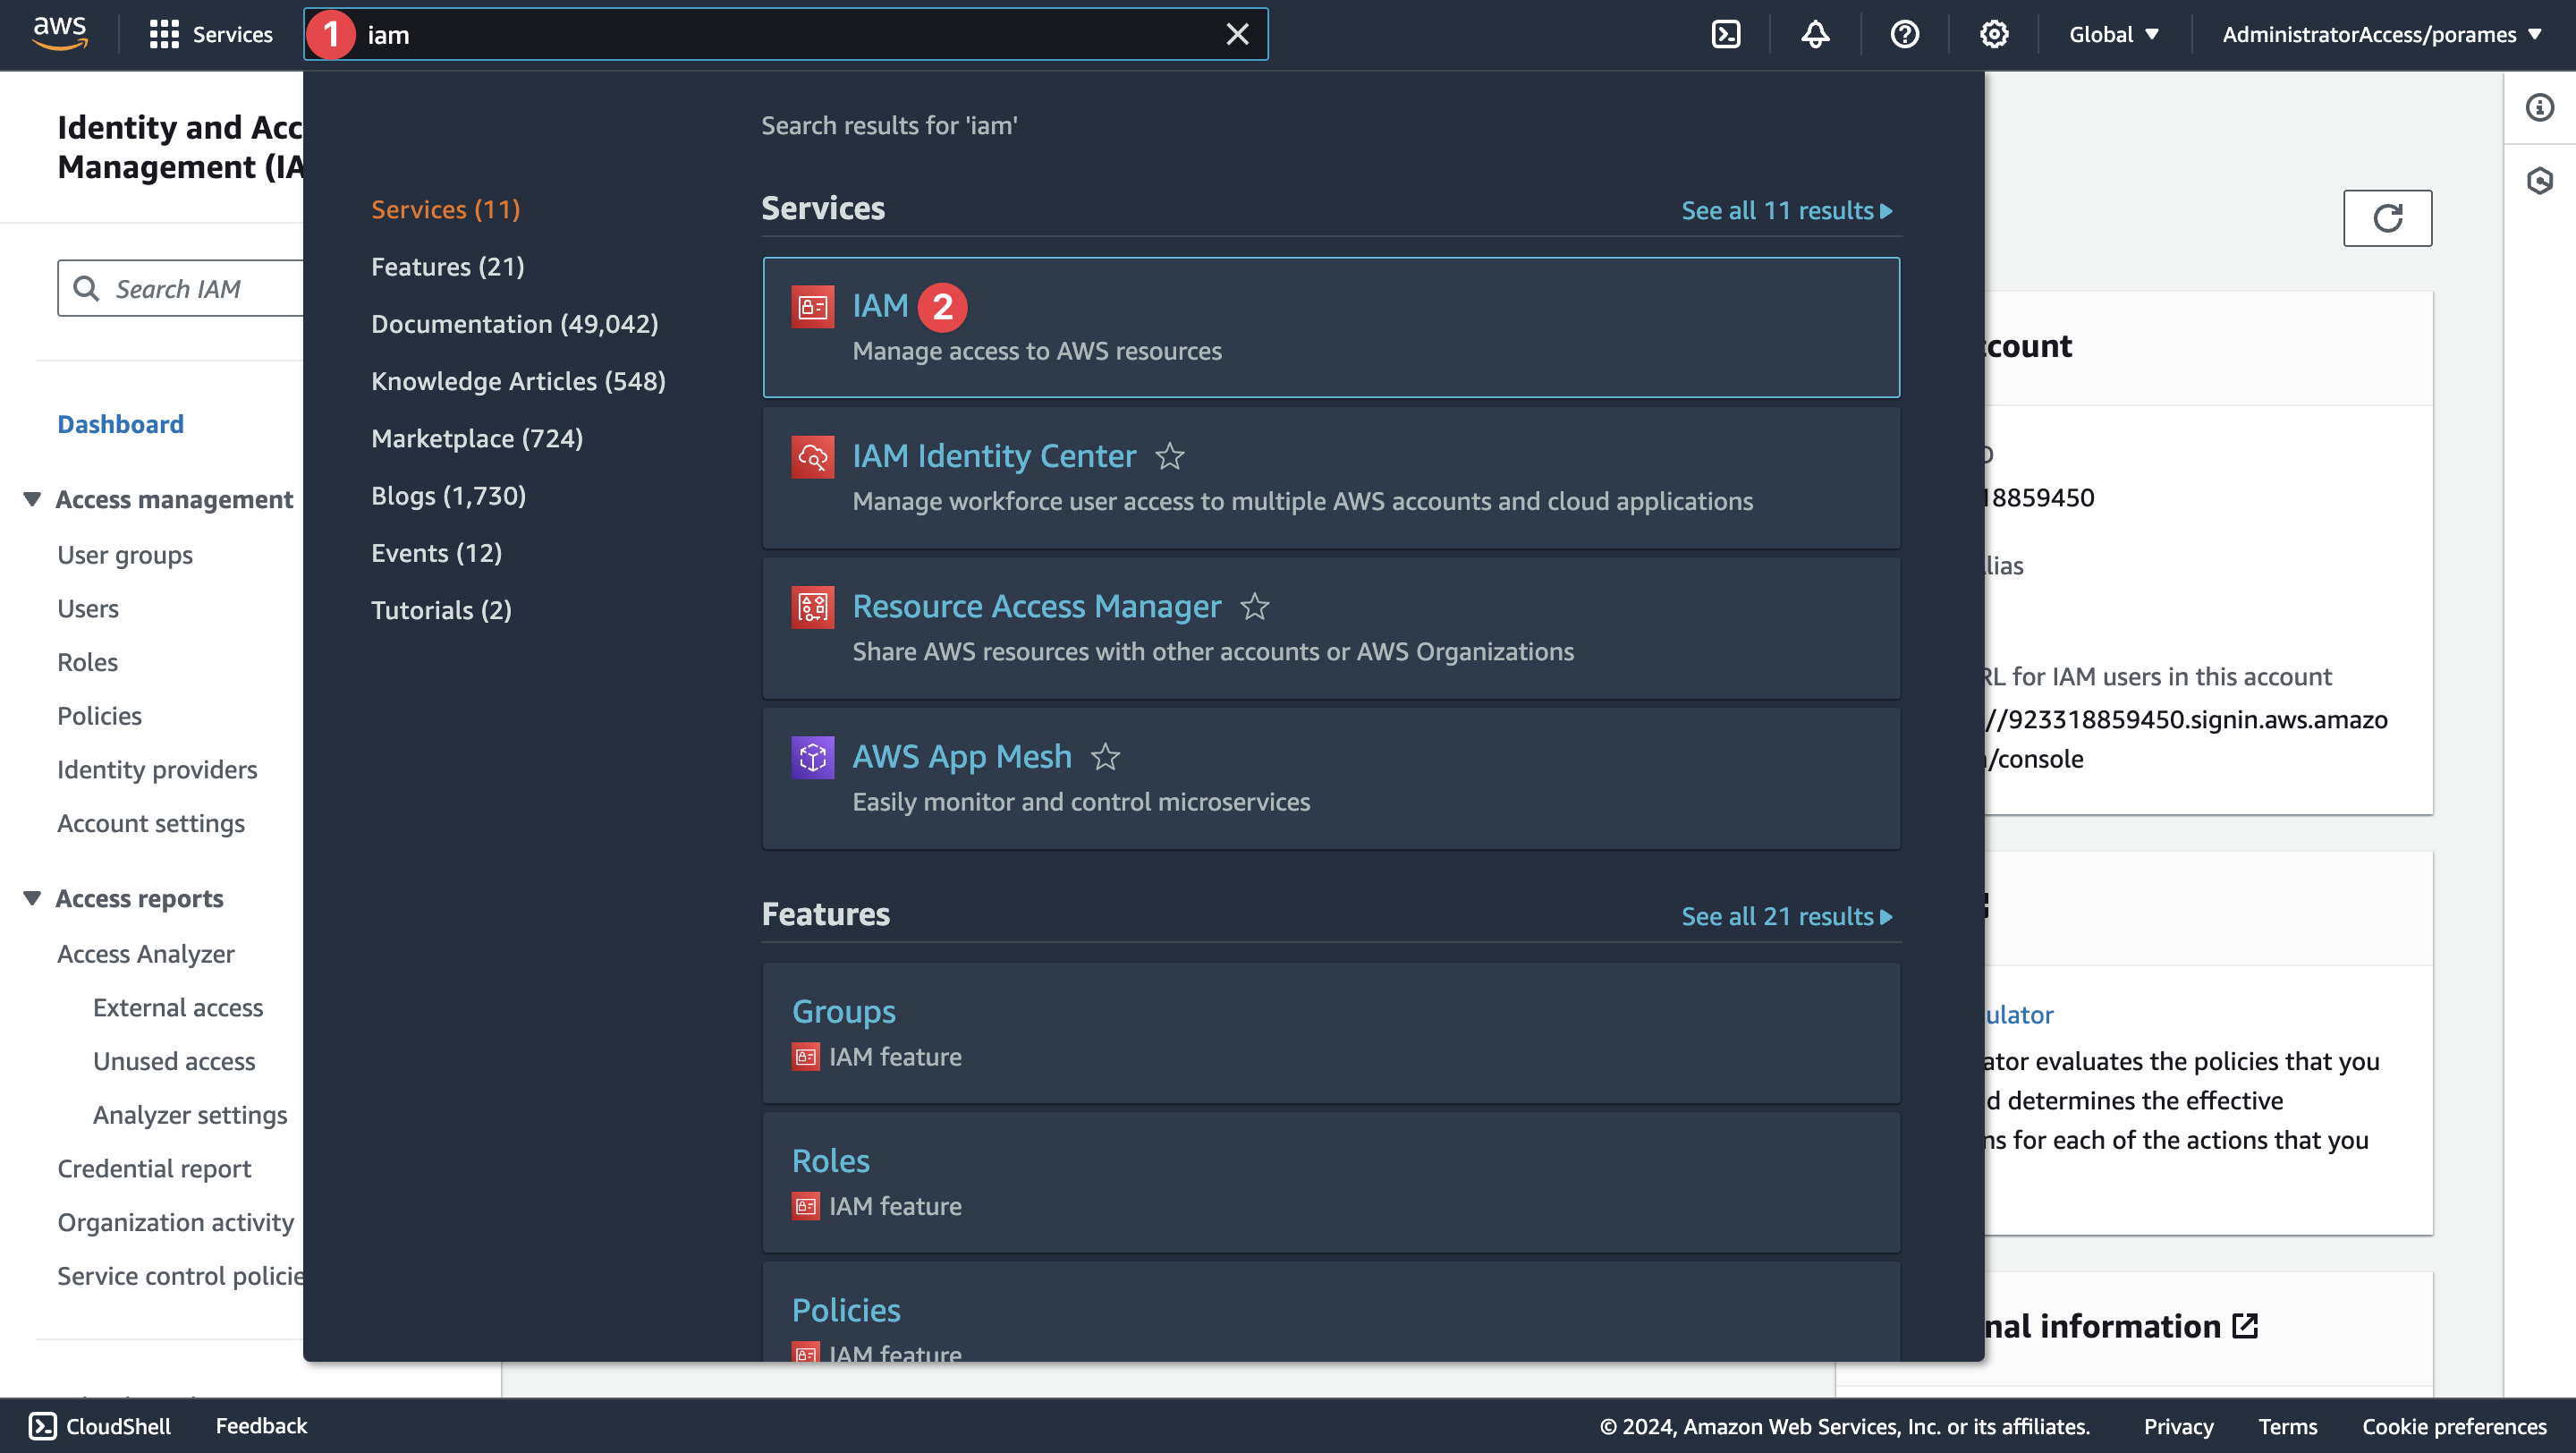 aws
Services
1
iam
Global
AdministratorAccess/porames
Identity and Acc
Management (IA
Search IAM
Dashboard
Access management
User groups
Users
Roles
Policies
Identity providers
Account settings
Access reports
Access Analyzer
External access
Unused access
Analyzer settings
Credential report
Organization activity
Service control policie
Search results for 'iam'
Services (11)
Features (21)
Documentation (49,042)
Knowledge Articles (548)
Marketplace (724)
Blogs (1,730)
Events (12)
Tutorials (2)
Services
See all 11 results
IAM 2
Manage access to AWS resources
IAM Identity Center
Manage workforce user access to multiple AWS accounts and cloud applications
Resource Access Manager
Share AWS resources with other accounts or AWS Organizations
AWS App Mesh
Easily monitor and control microservices
Features
See all 21 results
Groups
IAM feature
Roles
IAM feature
Policies
IAM feature
count
18859450
lias
RL for IAM users in this account
//923318859450.signin.aws.amazo
/console
ulator
ator evaluates the policies that you
d determines the effective
ns for each of the actions that you
nal information
CloudShell
Feedback
© 2024, Amazon Web Services, Inc. or its affiliates.
Privacy
Terms
Cookie preferences